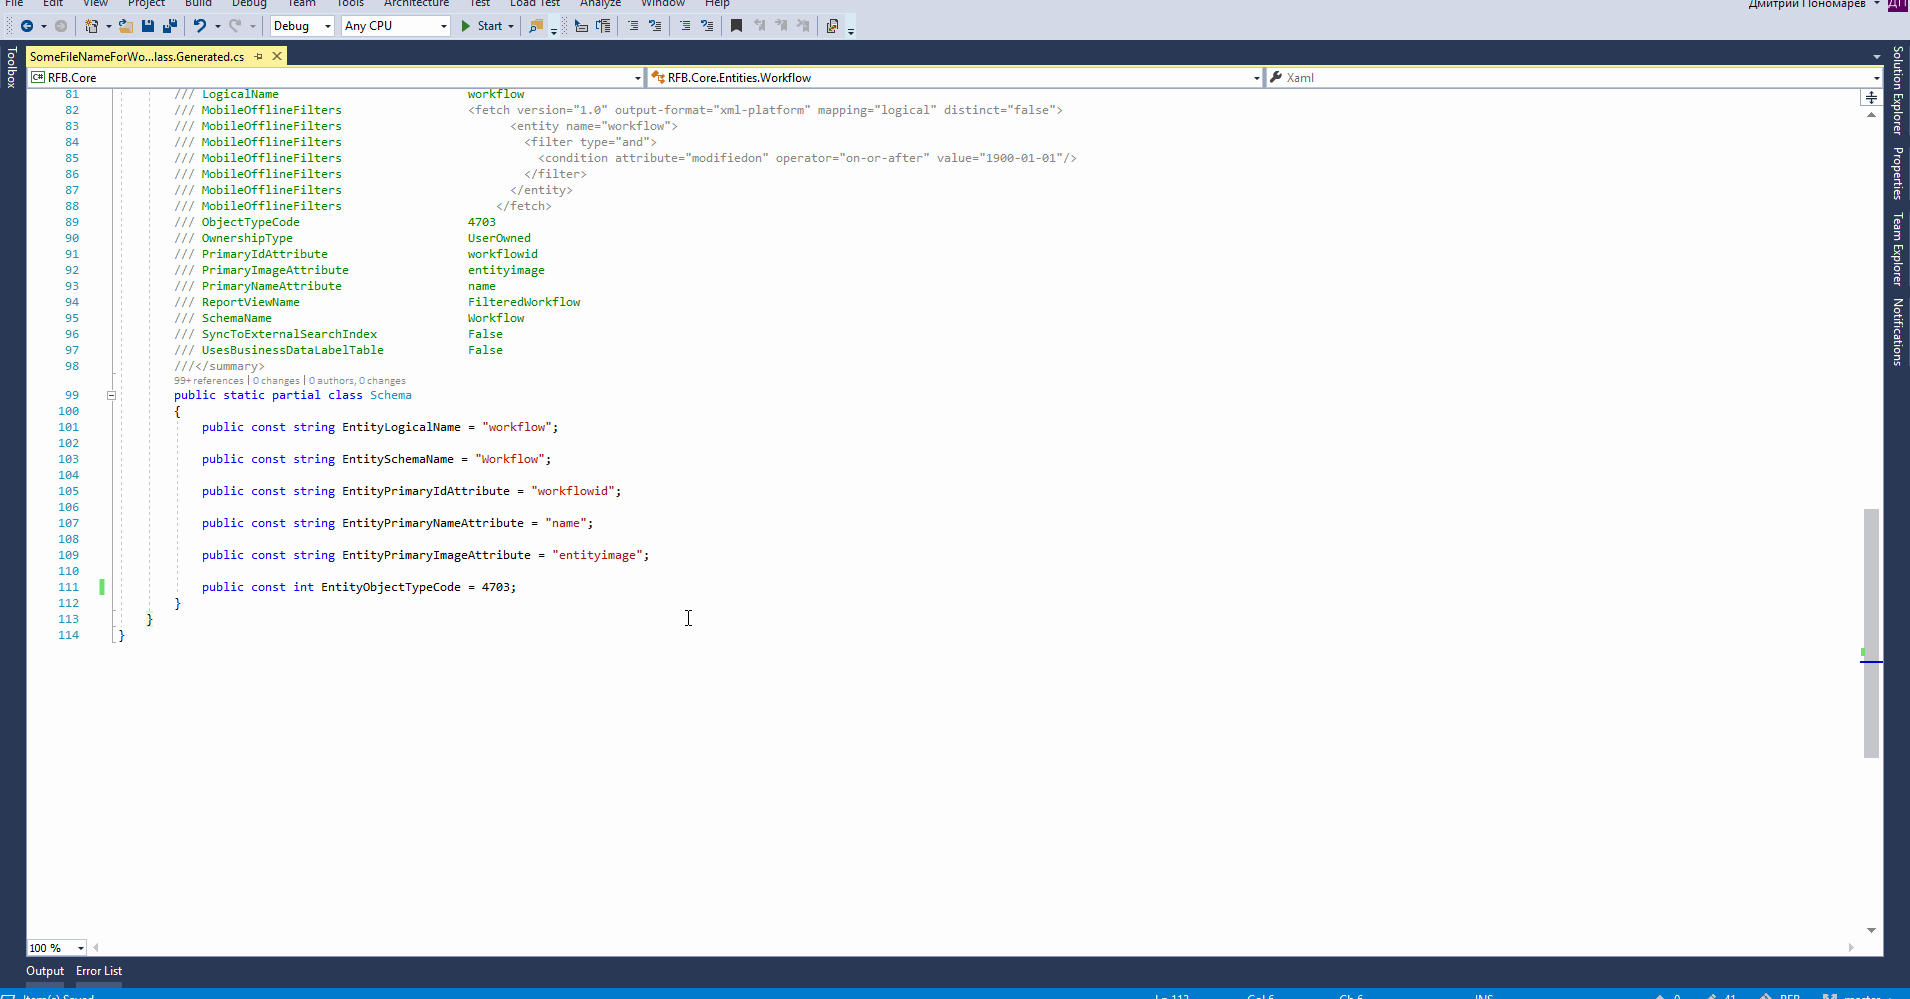 File Edit View Project Build Debug Team Tools Architecture Test Load Test Analyze Window Help Дмитрий Пономарев ДП
Debug Any CPU Start
Toolbox
SomeFileNameForWo...lass.Generated.cs
RFB.Core RFB.Core.Entities.Workflow Xaml
81 /// LogicalName workflow
82 /// MobileOfflineFilters <fetch version="1.0" output-format="xml-platform" mapping="logical" distinct="false">
83 /// MobileOfflineFilters <entity name="workflow">
84 /// MobileOfflineFilters <filter type="and">
85 /// MobileOfflineFilters <condition attribute="modifiedon" operator="on-or-after" value="1900-01-01"/>
86 /// MobileOfflineFilters </filter>
87 /// MobileOfflineFilters </entity>
88 /// MobileOfflineFilters </fetch>
89 /// ObjectTypeCode 4703
90 /// OwnershipType UserOwned
91 /// PrimaryIdAttribute workflowid
92 /// PrimaryImageAttribute entityimage
93 /// PrimaryNameAttribute name
94 /// ReportViewName FilteredWorkflow
95 /// SchemaName Workflow
96 /// SyncToExternalSearchIndex False
97 /// UsesBusinessDataLabelTable False
98 ///</summary>
99+ references | 0 changes | 0 authors, 0 changes
99 public static partial class Schema
100 {
101 public const string EntityLogicalName = "workflow";
102
103 public const string EntitySchemaName = "Workflow";
104
105 public const string EntityPrimaryIdAttribute = "workflowid";
106
107 public const string EntityPrimaryNameAttribute = "name";
108
109 public const string EntityPrimaryImageAttribute = "entityimage";
110
111 public const int EntityObjectTypeCode = 4703;
112 }
113 }
114 }
Solution Explorer
Properties
Team Explorer
Notifications
100 %
Output Error List
Item(s) Saved Ln 113 Col 6 Ch 6 INS 0 41 RFB master